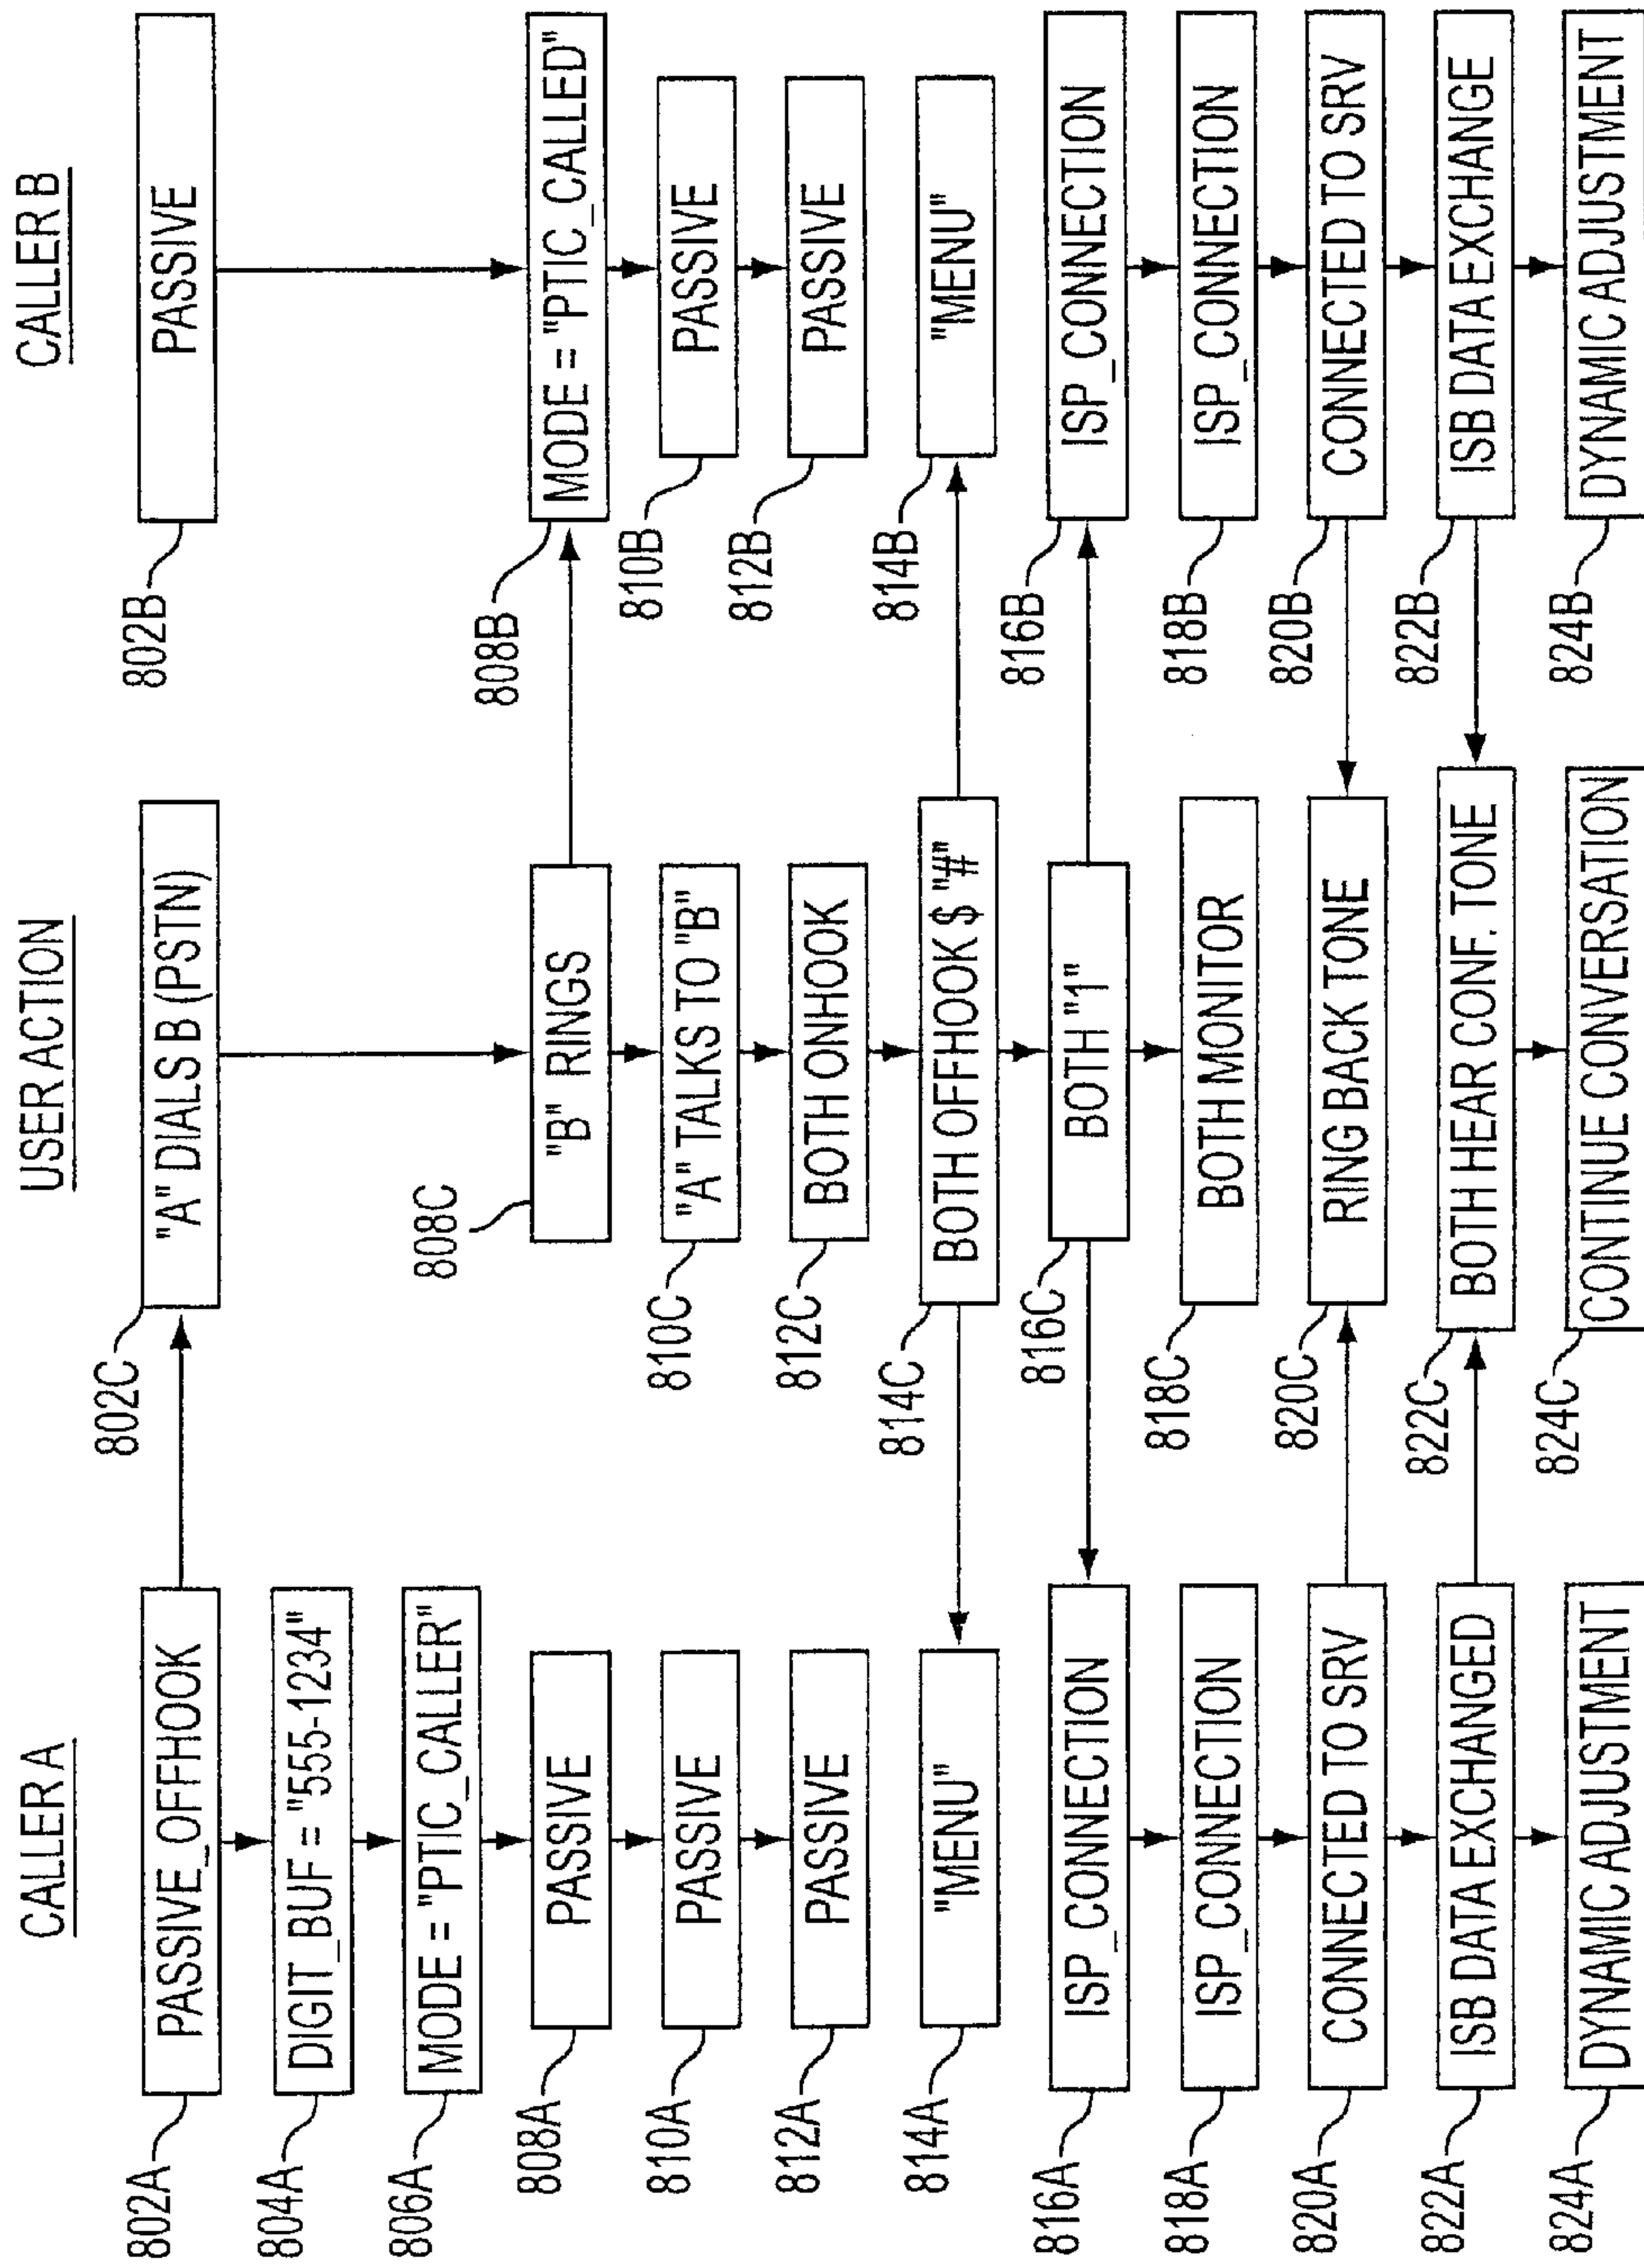 CALLER A
USER ACTION
CALLER B
802A
PASSIVE_OFFHOOK
802C
"A" DIALS B (PSTN)
802B
PASSIVE
804A
DIGIT_BUF = "555-1234"
806A
MODE = "PTIC_CALLER"
808A
PASSIVE
808C
"B" RINGS
808B
MODE = "PTIC_CALLED"
810A
PASSIVE
810C
"A" TALKS TO "B"
810B
PASSIVE
812A
PASSIVE
812C
BOTH ONHOOK
812B
PASSIVE
814A
"MENU"
814C
BOTH OFFHOOK $ "#"
814B
"MENU"
816A
ISP_CONNECTION
816C
BOTH "1"
816B
ISP_CONNECTION
818A
ISP_CONNECTION
818C
BOTH MONITOR
818B
ISP_CONNECTION
820A
CONNECTED TO SRV
820C
RING BACK TONE
820B
CONNECTED TO SRV
822A
ISB DATA EXCHANGED
822C
BOTH HEAR CONF. TONE
822B
ISB DATA EXCHANGE
824A
DYNAMIC ADJUSTMENT
824C
CONTINUE CONVERSATION
824B
DYNAMIC ADJUSTMENT